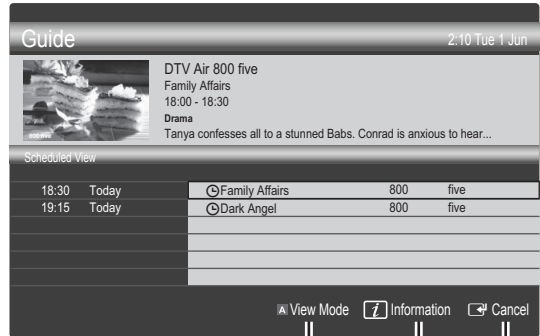 Guide 2:10 Tue 1 Jun
DTV Air 800 five
Family Affairs
18:00 - 18:30
Drama
Tanya confesses all to a stunned Babs. Conrad is anxious to hear...
800 five
Scheduled View
18:30 Today Family Affairs 800 five
19:15 Today Dark Angel 800 five
A View Mode i Information Cancel